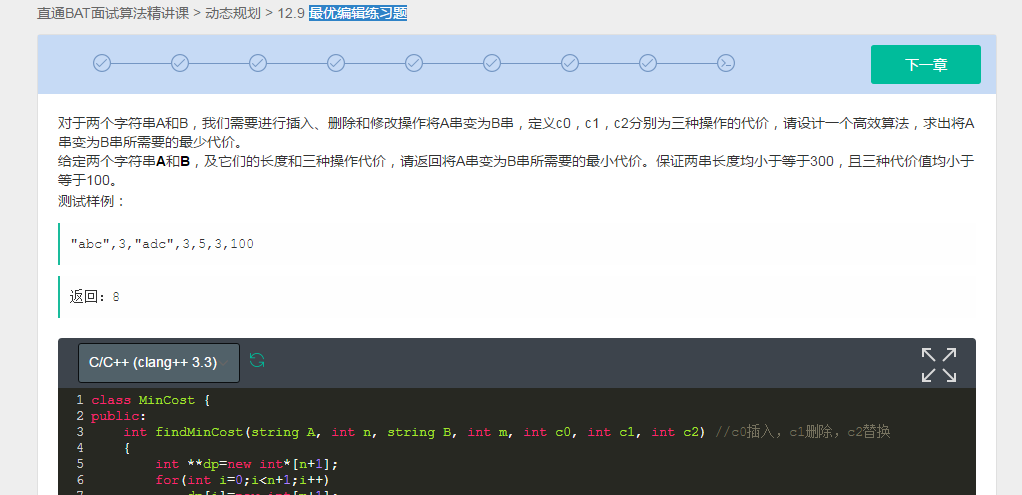 直通BAT面试算法精讲课 > 动态规划 > 12.9 最优编辑练习题
下一章
对于两个字符串A和B，我们需要进行插入、删除和修改操作将A串变为B串，定义c0，c1，c2分别为三种操作的代价，请设计一个高效算法，求出将A
串变为B串所需要的最少代价。
给定两个字符串A和B，及它们的长度和三种操作代价，请返回将A串变为B串所需要的最小代价。保证两串长度均小于等于300，且三种代价值均小于
等于100。
测试样例：
"abc",3,"adc",3,5,3,100
返回：8
C/C++ (clang++ 3.3)
1 class MinCost {
2 public:
3     int findMinCost(string A, int n, string B, int m, int c0, int c1, int c2) //c0插入，c1删除，c2替换
4     {
5         int **dp=new int*[n+1];
6         for(int i=0;i<n+1;i++)
7             dp[i]=new int[m+1];